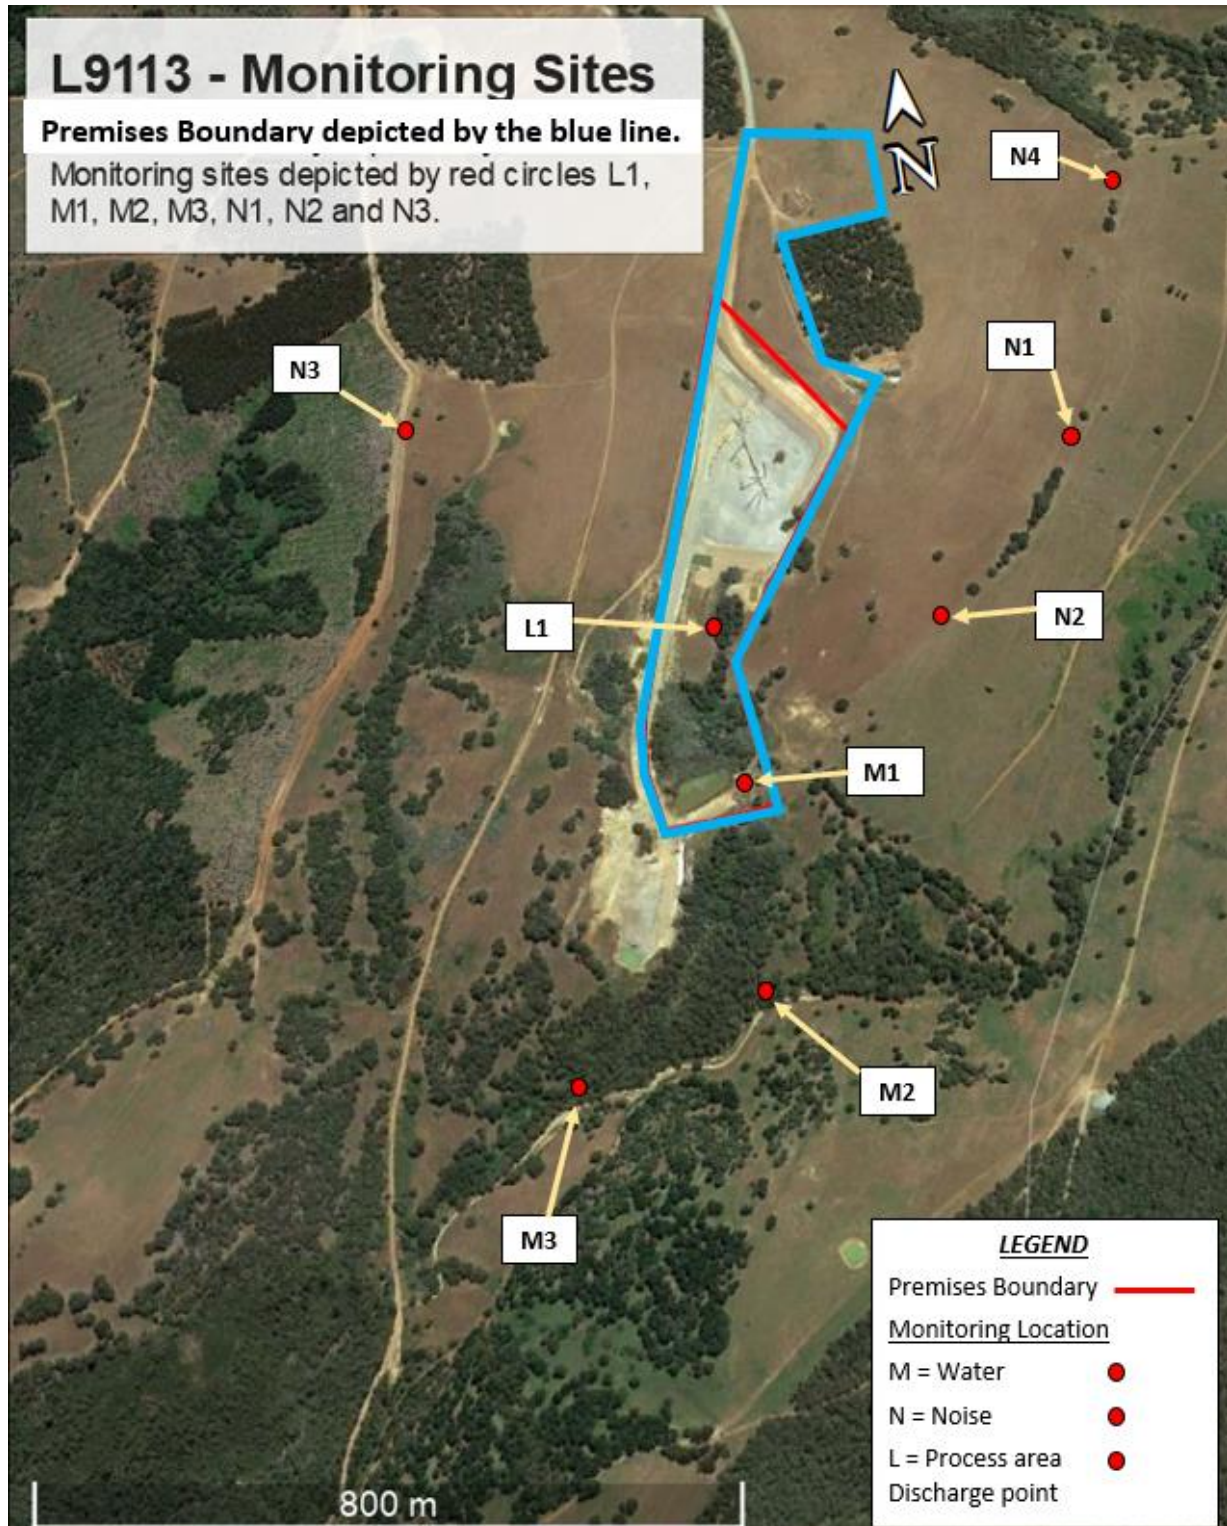 L9113 - Monitoring Sites
Premises Boundary depicted by the blue line.
Monitoring sites depicted by red circles L1,
M1, M2, M3, N1, N2 and N3.
N
N4
N1
N3
N2
L1
M1
M2
M3
LEGEND
Premises Boundary
Monitoring Location
M = Water
N = Noise
L = Process area
Discharge point
800 m